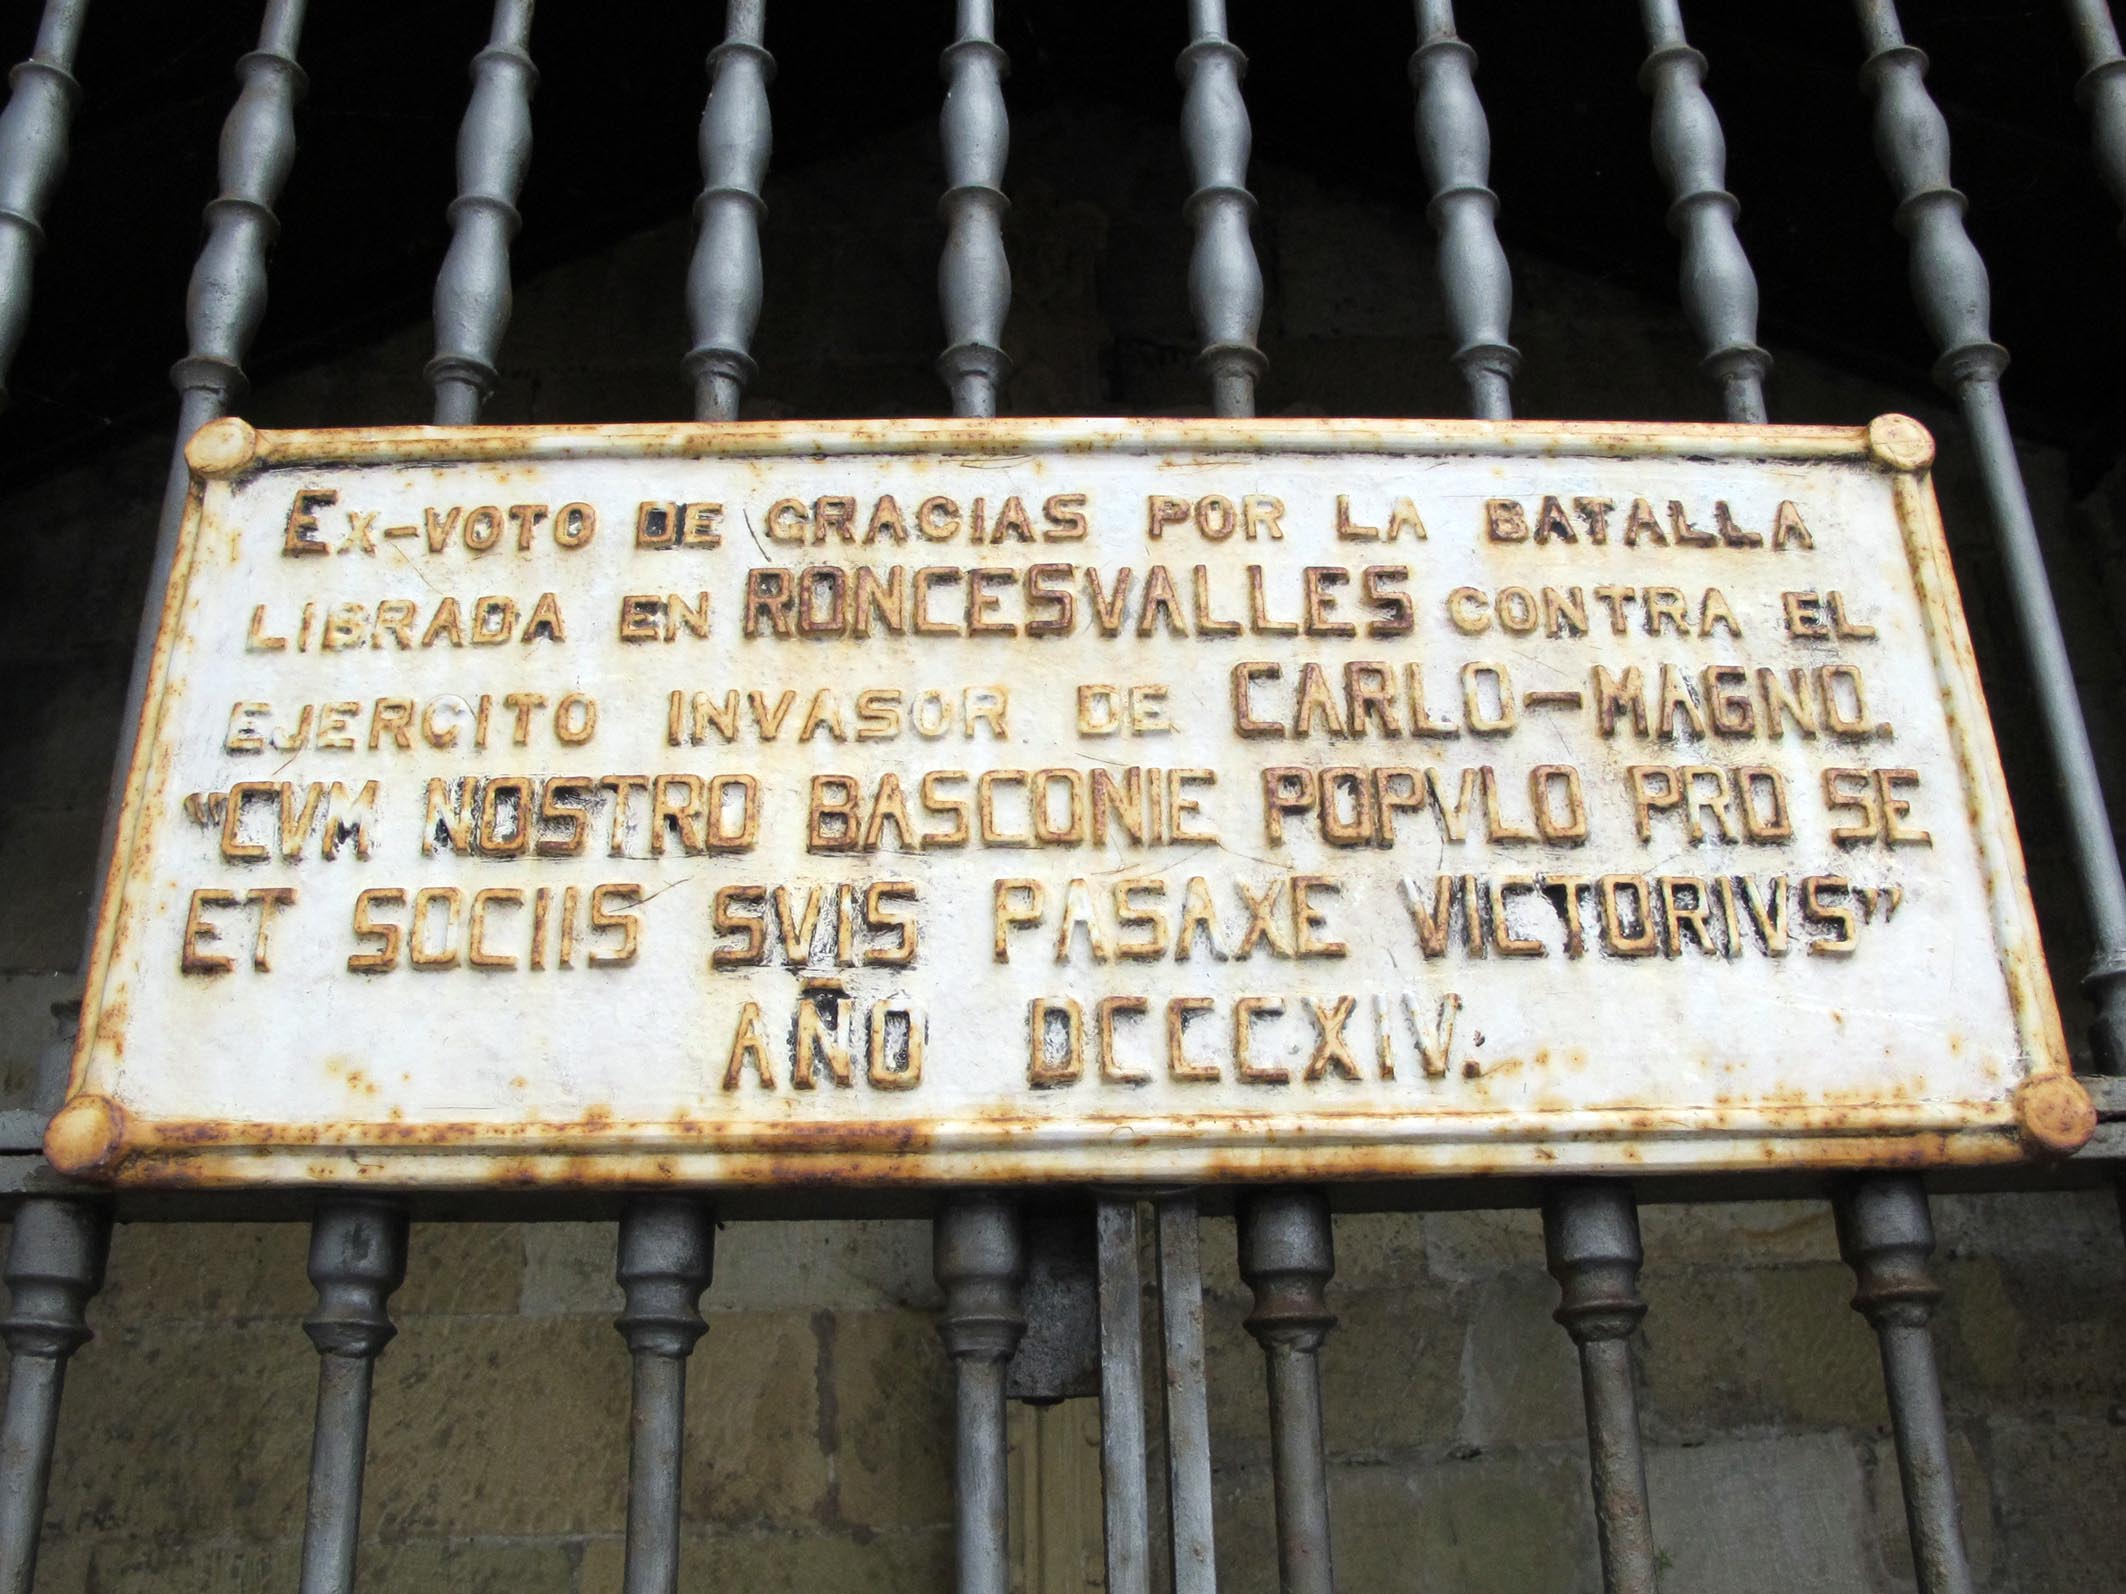 Ex-VOTO DE GRACIAS POR LA BATALLA
LIBRADA EN RONCESVALLES CONTRA EL
EJERCITO INVASOR DE CARLO-MAGNO.
"CVM NOSTRO BASCONIE POPVLO PRO SE
ET SOCIIS SVIS PASAXE VICTORIVS"
AÑO DCCCXIV.